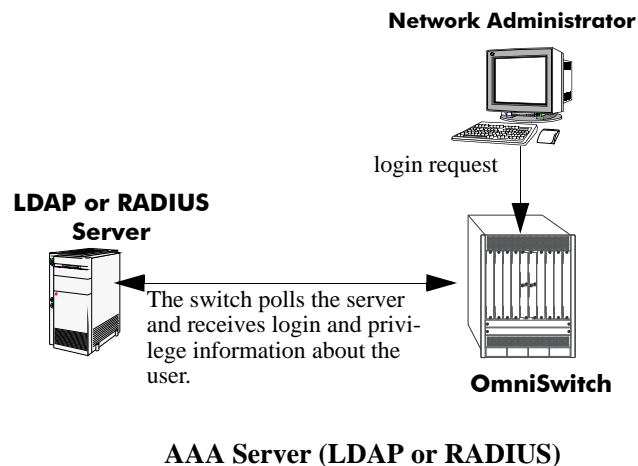 Network Administrator
login request
LDAP or RADIUS
Server
The switch polls the server
and receives login and privi-
lege information about the
user.
OmniSwitch
AAA Server (LDAP or RADIUS)